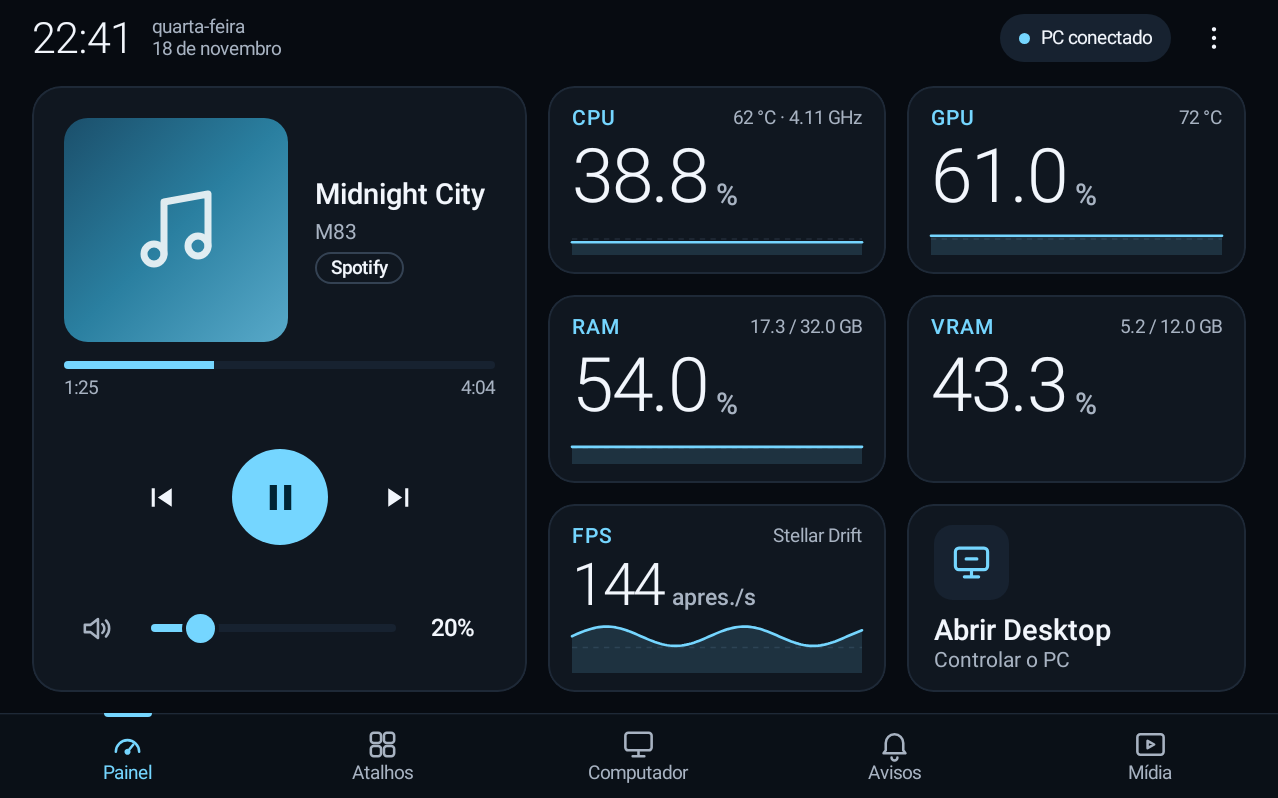 22:41
quarta-feira
18 de novembro
PC conectado
Midnight City
M83
Spotify
1:25
4:04
20%
CPU
62 °C · 4.11 GHz
38.8 %
GPU
72 °C
61.0 %
RAM
17.3 / 32.0 GB
54.0 %
VRAM
5.2 / 12.0 GB
43.3 %
FPS
Stellar Drift
144 apres./s
Abrir Desktop
Controlar o PC
Painel
Atalhos
Computador
Avisos
Mídia